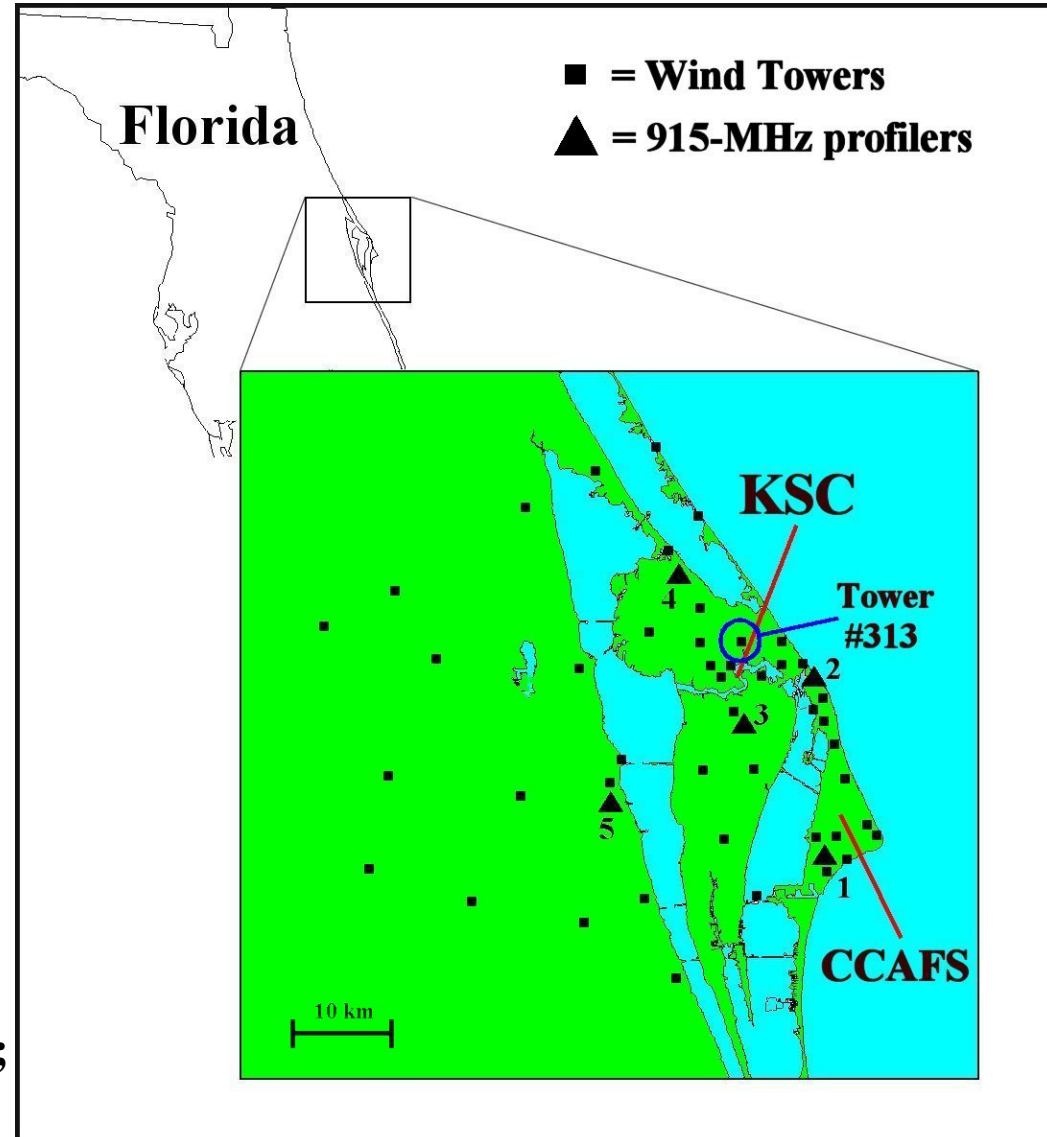 Florida
■ = Wind Towers
▲ = 915-MHz profilers
KSC
Tower
#313
4
2
3
5
1
CCAFS
10 km
;